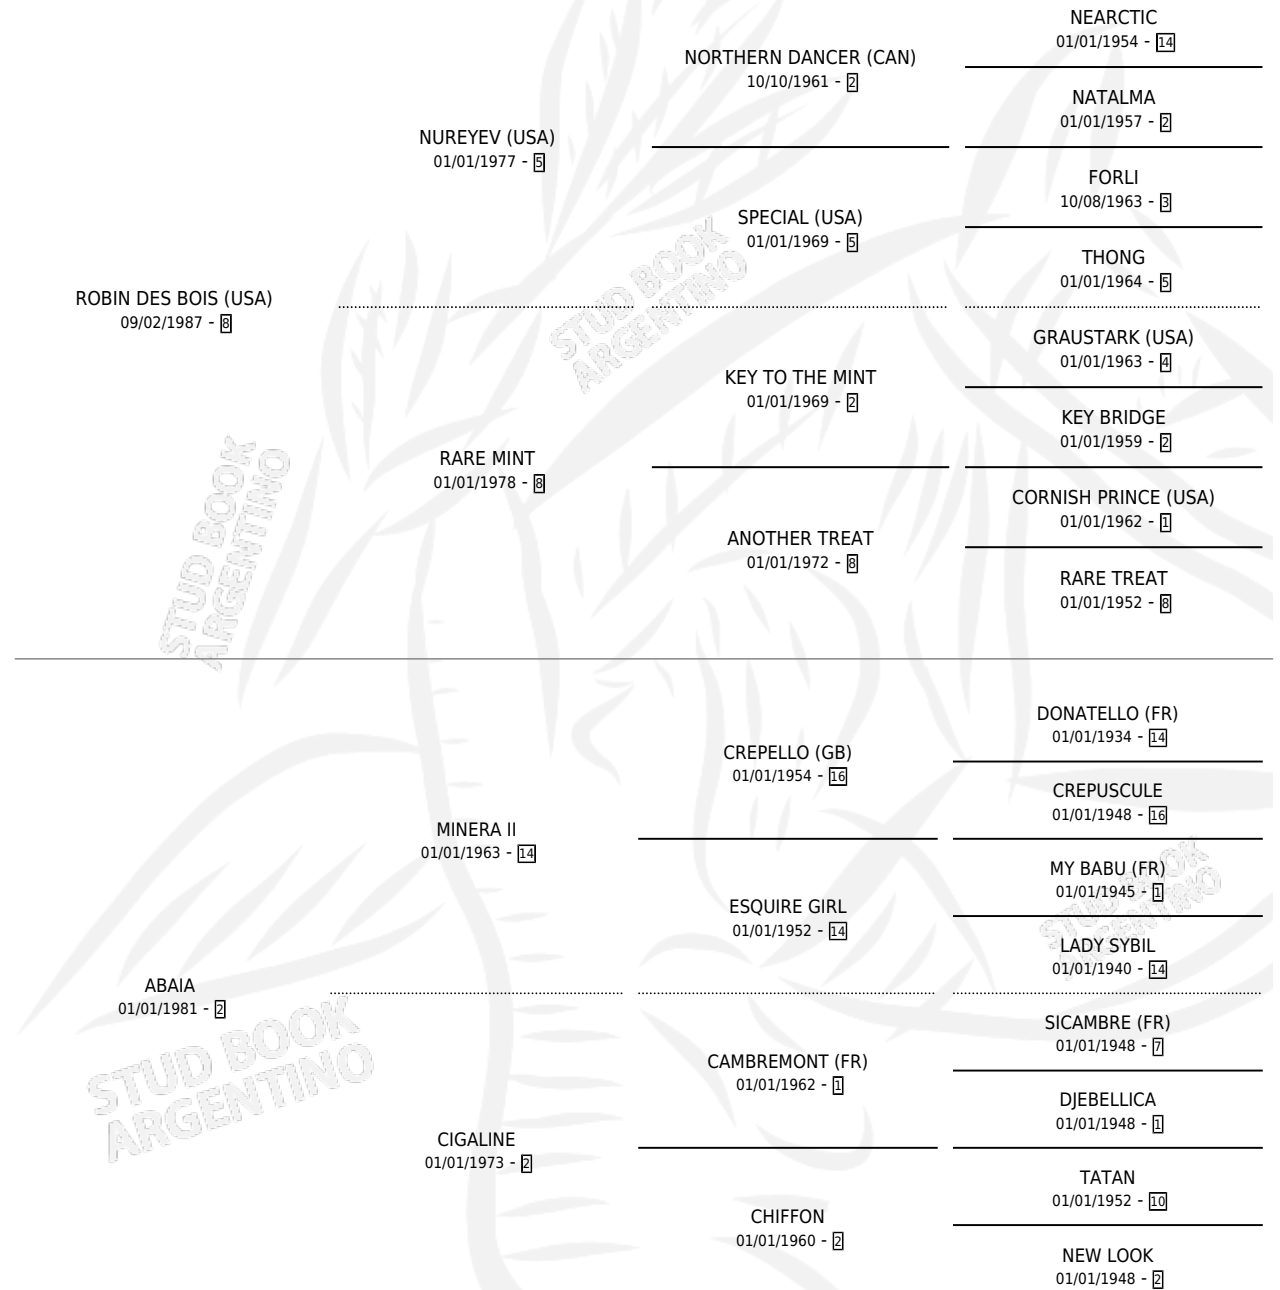 NEARCTIC
01/01/1954 - 14
NORTHERN DANCER (CAN)
10/10/1961 - 2
NATALMA
01/01/1957 - 2
NUREYEV (USA)
01/01/1977 - 5
FORLI
10/08/1963 - 3
SPECIAL (USA)
01/01/1969 - 5
THONG
01/01/1964 - 5
ROBIN DES BOIS (USA)
09/02/1987 - 8
STUD BOOK
ARGENTINO
GRAUSTARK (USA)
01/01/1963 - 4
KEY TO THE MINT
01/01/1969 - 2
KEY BRIDGE
01/01/1959 - 2
RARE MINT
01/01/1978 - 8
CORNISH PRINCE (USA)
01/01/1962 - 1
ANOTHER TREAT
01/01/1972 - 8
RARE TREAT
01/01/1952 - 8
STUD BOOK
ARGENTINO
DONATELLO (FR)
01/01/1934 - 14
CREPELLO (GB)
01/01/1954 - 16
CREPUSCULE
01/01/1948 - 16
MINERA II
01/01/1963 - 14
MY BABU (FR)
01/01/1945 - 1
STUD BOOK
ARGENTINO
ESQUIRE GIRL
01/01/1952 - 14
LADY SYBIL
01/01/1940 - 14
ABAIA
01/01/1981 - 2
STUD BOOK
ARGENTINO
SICAMBRE (FR)
01/01/1948 - 7
CAMBREMONT (FR)
01/01/1962 - 1
DJEBELLICA
01/01/1948 - 1
CIGALINE
01/01/1973 - 2
TATAN
01/01/1952 - 10
CHIFFON
01/01/1960 - 2
NEW LOOK
01/01/1948 - 2